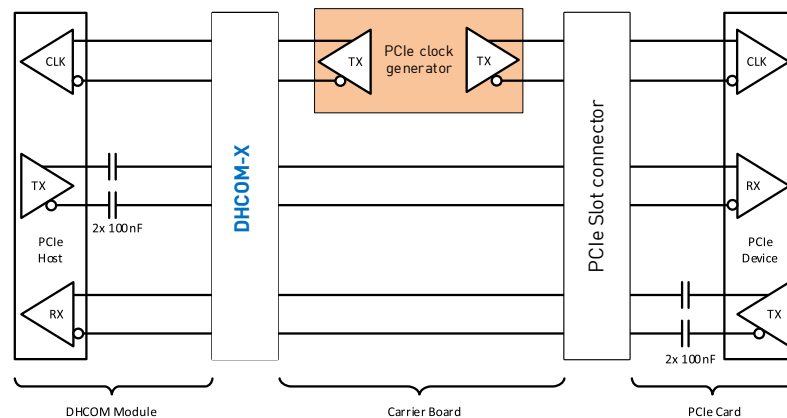 CLK
TX
PCIe clock
generator
TX
CLK
TX
2x 100nF
PCIe
Host
RX
DHCOM-X
PCIe Slot connector
RX
PCIe
Device
TX
2x 100nF
DHCOM Module
Carrier Board
PCIe Card